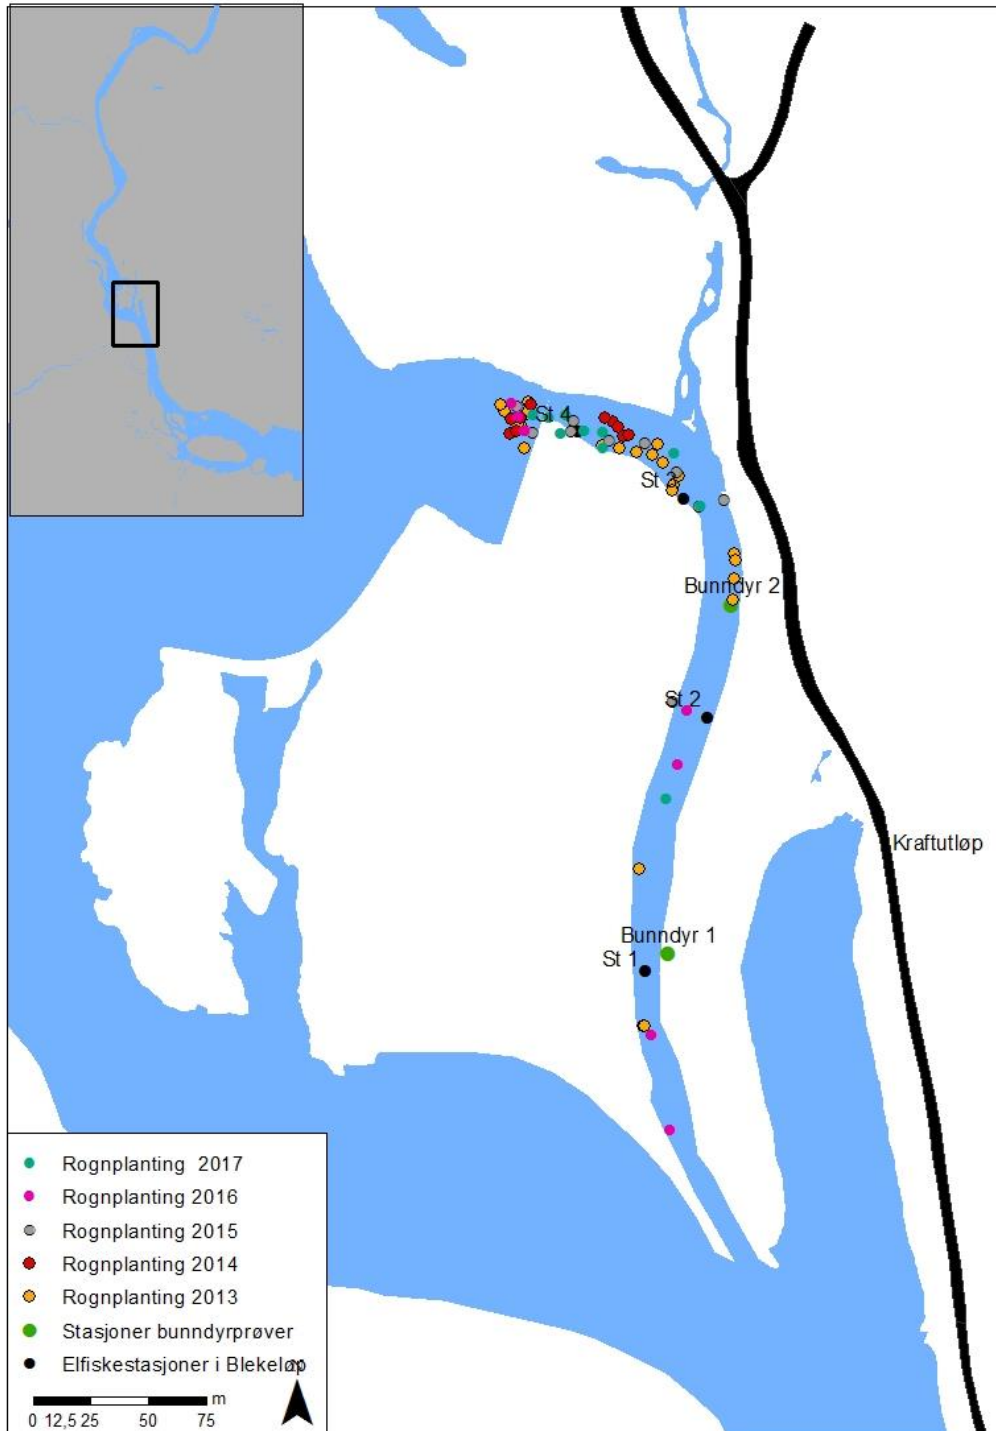 St 4
St 3
Bunndyr 2
St 2
Kraftutløp
Bunndyr 1
St 1
Rognplanting 2017
Rognplanting 2016
Rognplanting 2015
Rognplanting 2014
Rognplanting 2013
Stasjoner bunndyrprøver
Elfiskestasjoner i Blekeløp
N
m
0 12,5 25 50 75